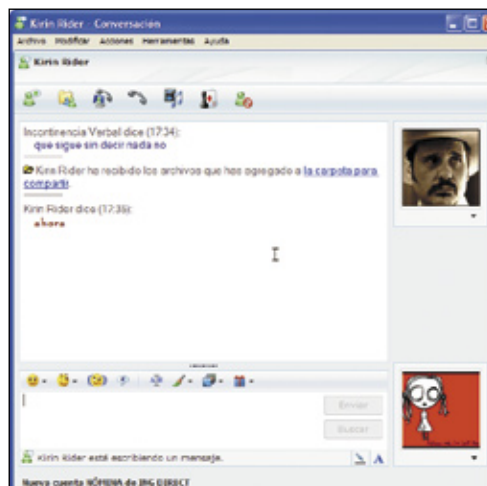 Kirin Rider - Conversación
Archivo Modificar Acciones Herramientas Ayuda
Kirin Rider
Incontinencia Verbal dice (17:34):
que sigue sin decir nada no
Kirin Rider ha recibido los archivos que has agregado a la carpeta para
compartir.
Kirin Rider dice (17:35):
ahora
Enviar
Buscar
Kirin Rider está escribiendo un mensaje.
A
Nueva cuenta NÓMINA de ING DIRECT